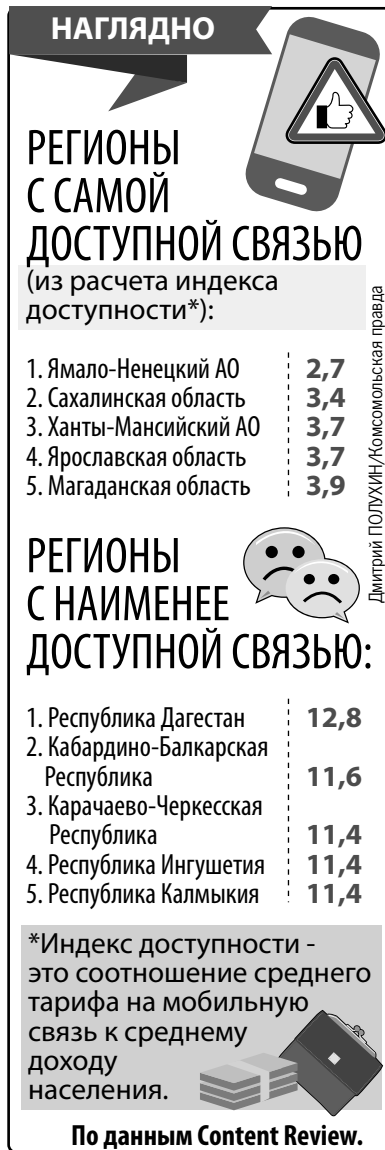 НАГЛЯДНО
РЕГИОНЫ
С САМОЙ
ДОСТУПНОЙ СВЯЗЬЮ
(из расчета индекса
доступности*):
1. Ямало-Ненецкий АО 2,7
2. Сахалинская область 3,4
3. Ханты-Мансийский АО 3,7
4. Ярославская область 3,7
5. Магаданская область 3,9
Дмитрий ПОЛУХИН/Комсомольская правда
РЕГИОНЫ
С НАИМЕНЕЕ
ДОСТУПНОЙ СВЯЗЬЮ:
1. Республика Дагестан 12,8
2. Кабардино-Балкарская
Республика 11,6
3. Карачаево-Черкесская
Республика 11,4
4. Республика Ингушетия 11,4
5. Республика Калмыкия 11,4
*Индекс доступности -
это соотношение среднего
тарифа на мобильную
связь к среднему
доходу
населения.
По данным Content Review.